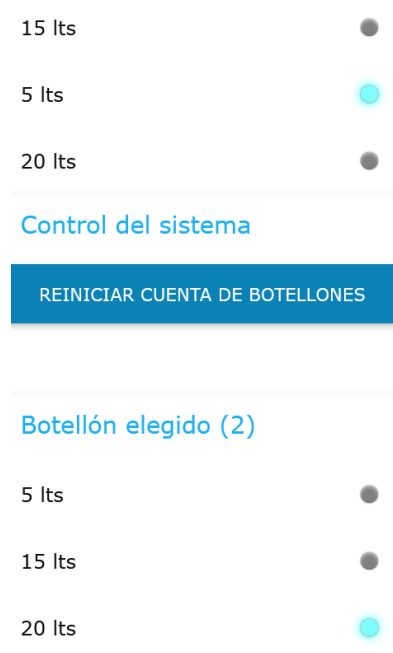 15 lts
5 lts
20 lts
Control del sistema
REINICIAR CUENTA DE BOTELLONES
Botellón elegido (2)
5 lts
15 lts
20 lts